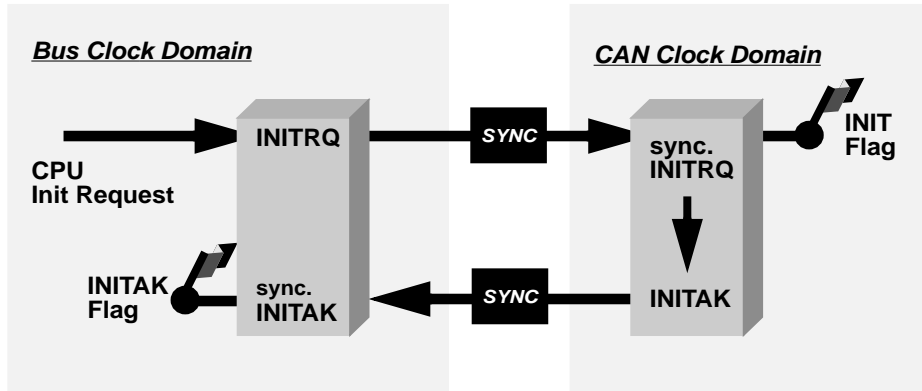 Bus Clock Domain
CAN Clock Domain
INITRQ
SYNC
sync.
INITRQ
INIT
Flag
CPU
Init Request
INITAK
Flag
sync.
INITAK
SYNC
INITAK